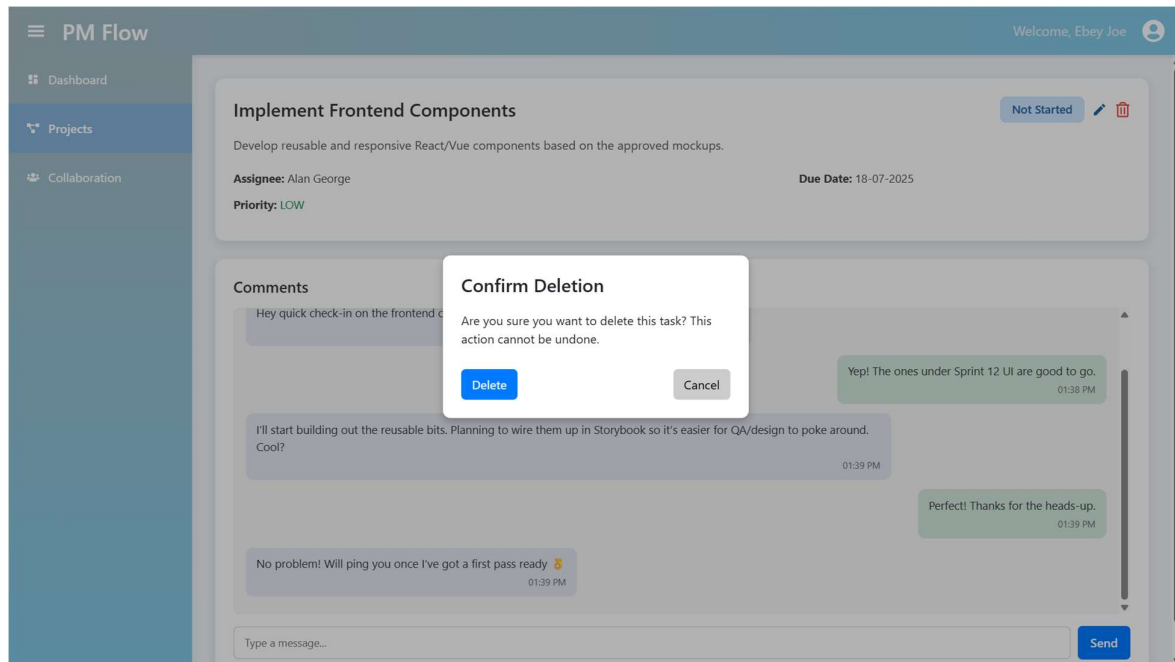 PM Flow
Welcome, Ebey Joe
Dashboard
Projects
Collaboration
Implement Frontend Components
Not Started
Develop reusable and responsive React/Vue components based on the approved mockups.
Assignee: Alan George
Due Date: 18-07-2025
Priority: LOW
Comments
Hey quick check-in on the frontend
Confirm Deletion
Are you sure you want to delete this task? This
action cannot be undone.
Delete
Cancel
Yep! The ones under Sprint 12 UI are good to go.
01:38 PM
I'll start building out the reusable bits. Planning to wire them up in Storybook so it's easier for QA/design to poke around.
Cool?
01:39 PM
Perfect! Thanks for the heads-up.
01:39 PM
No problem! Will ping you once I've got a first pass ready
01:39 PM
Type a message...
Send